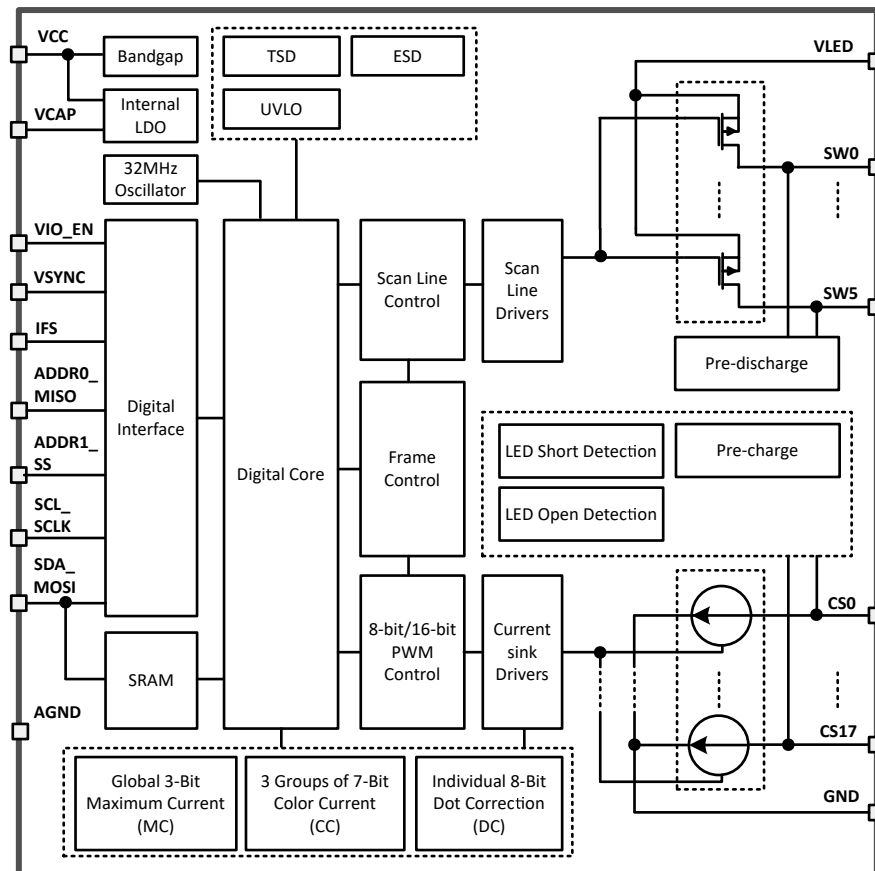 VCC
Bandgap
VCAP
Internal
LDO
TSD
ESD
UVLO
VLED
SW0
32MHz
Oscillator
VIO_EN
VSYNC
IFS
ADDR0_
MISO
ADDR1_
SS
SCL_
SCLK
SDA_
MOSI
AGND
Digital
Interface
SRAM
Digital Core
Scan Line
Control
Scan
Line
Drivers
SW5
Pre-discharge
Frame
Control
LED Short Detection
Pre-charge
LED Open Detection
8-bit/16-bit
PWM
Control
Current
sink
Drivers
CS0
CS17
GND
Global 3-Bit
Maximum Current
(MC)
3 Groups of 7-Bit
Color Current
(CC)
Individual 8-Bit
Dot Correction
(DC)